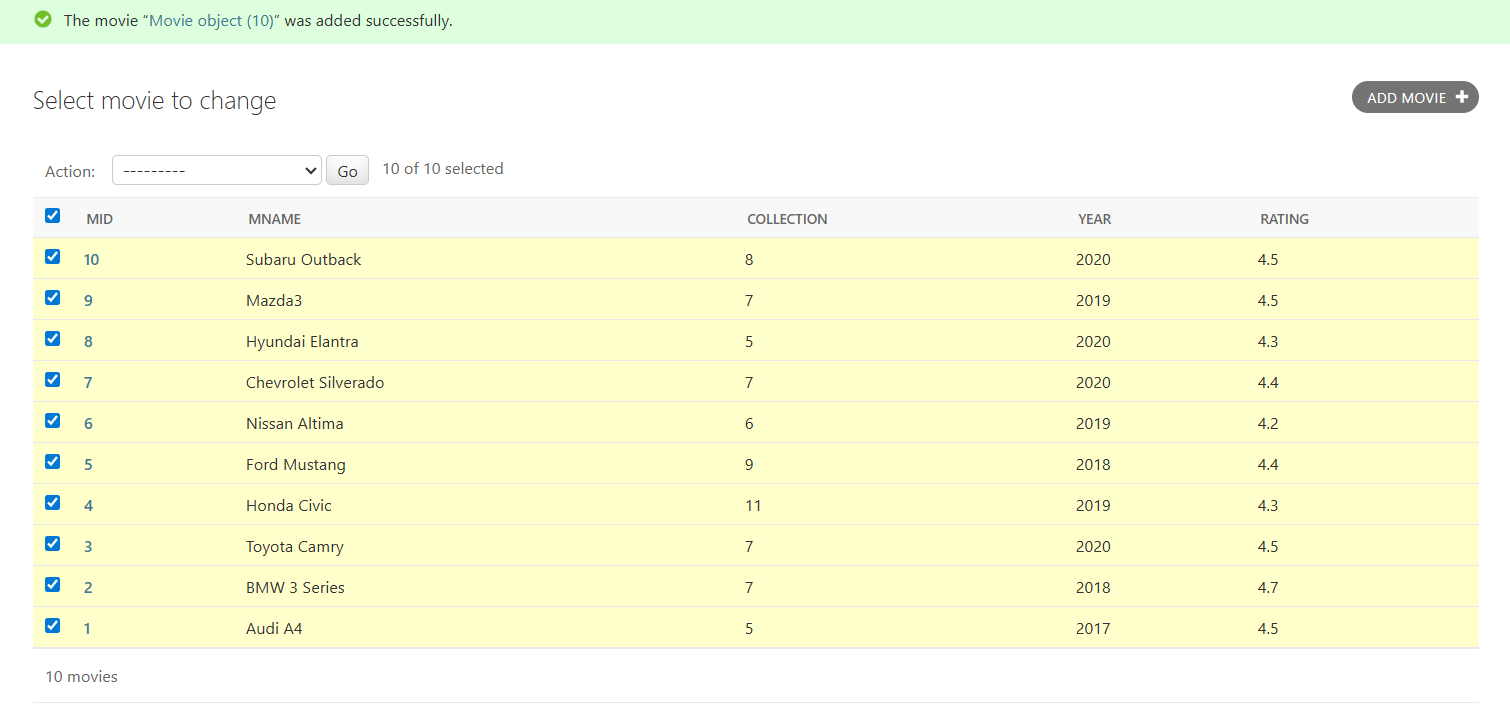 The movie “Movie object (10)” was added successfully.
Select movie to change
ADD MOVIE +
Action: --------- Go 10 of 10 selected
MID MNAME COLLECTION YEAR RATING
10 Subaru Outback 8 2020 4.5
9 Mazda3 7 2019 4.5
8 Hyundai Elantra 5 2020 4.3
7 Chevrolet Silverado 7 2020 4.4
6 Nissan Altima 6 2019 4.2
5 Ford Mustang 9 2018 4.4
4 Honda Civic 11 2019 4.3
3 Toyota Camry 7 2020 4.5
2 BMW 3 Series 7 2018 4.7
1 Audi A4 5 2017 4.5
10 movies